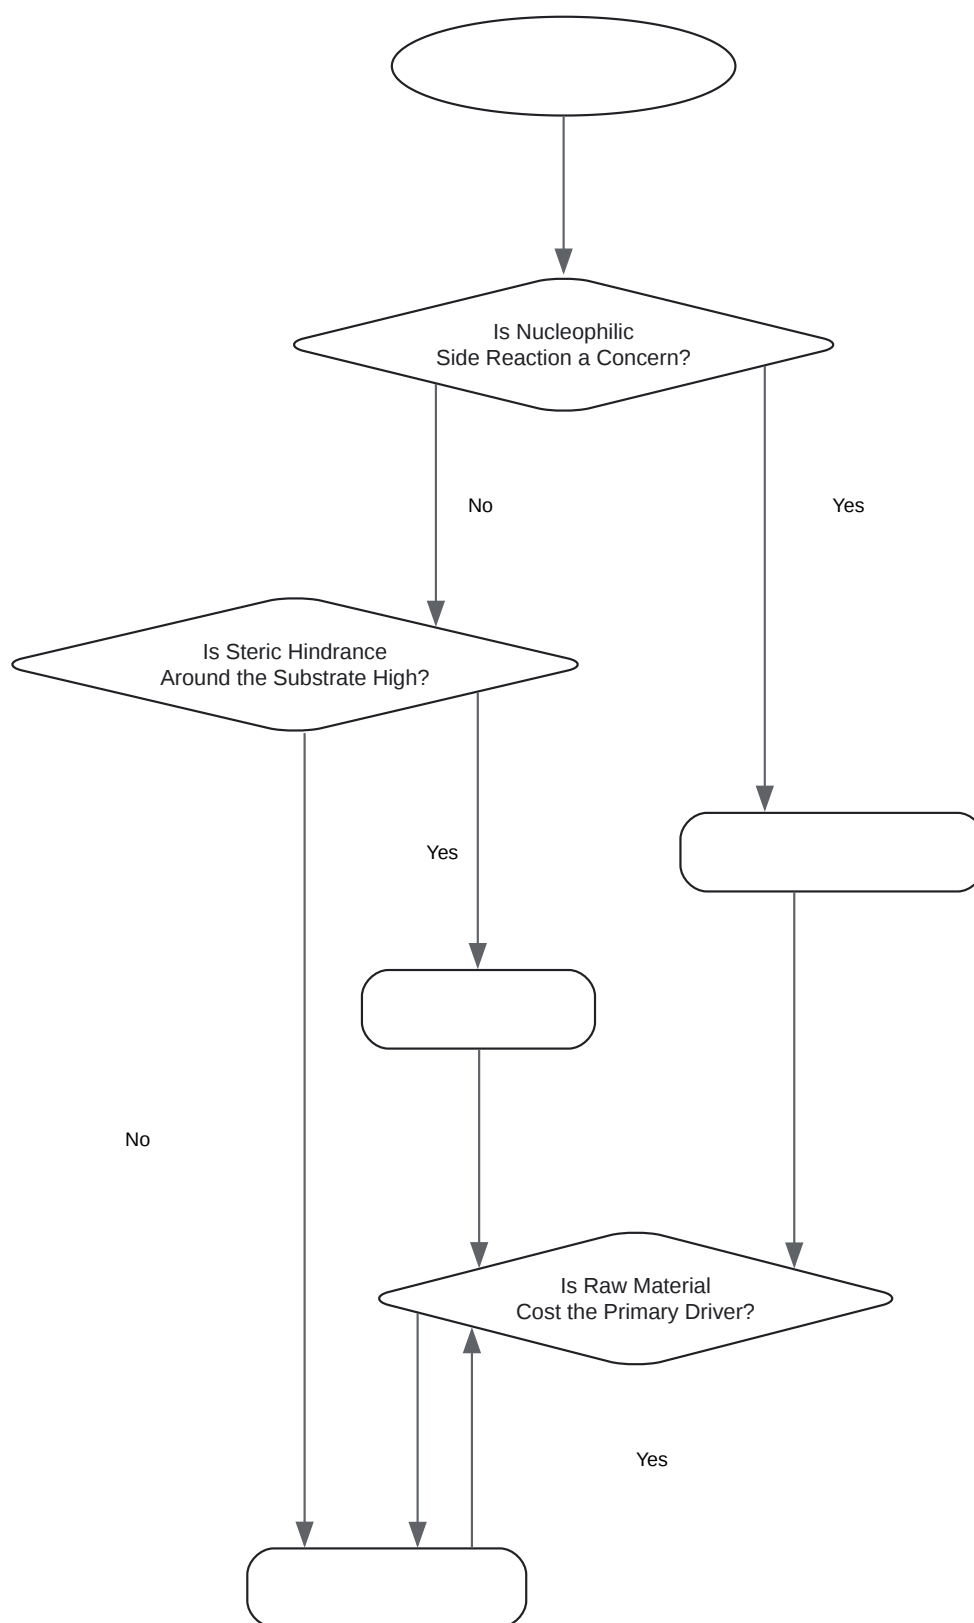 Is Nucleophilic
Side Reaction a Concern?
No
Yes
Is Steric Hindrance
Around the Substrate High?
Yes
No
Is Raw Material
Cost the Primary Driver?
Yes